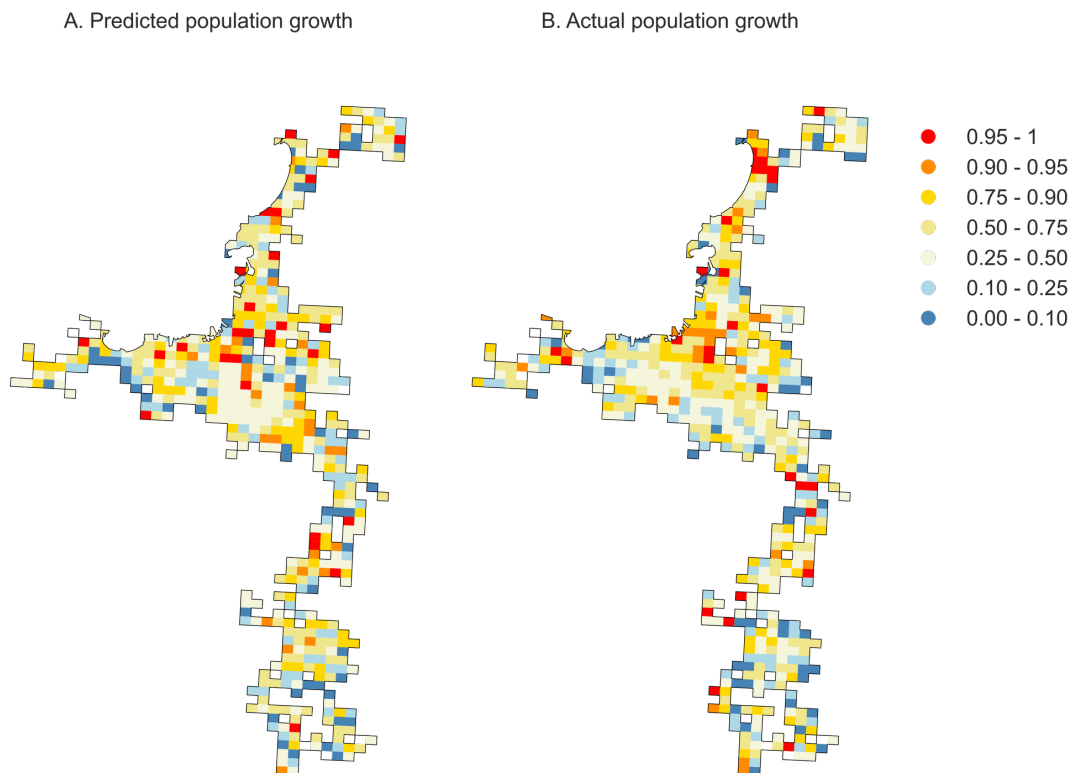 A. Predicted population growth
B. Actual population growth
0.95 - 1
0.90 - 0.95
0.75 - 0.90
0.50 - 0.75
0.25 - 0.50
0.10 - 0.25
0.00 - 0.10